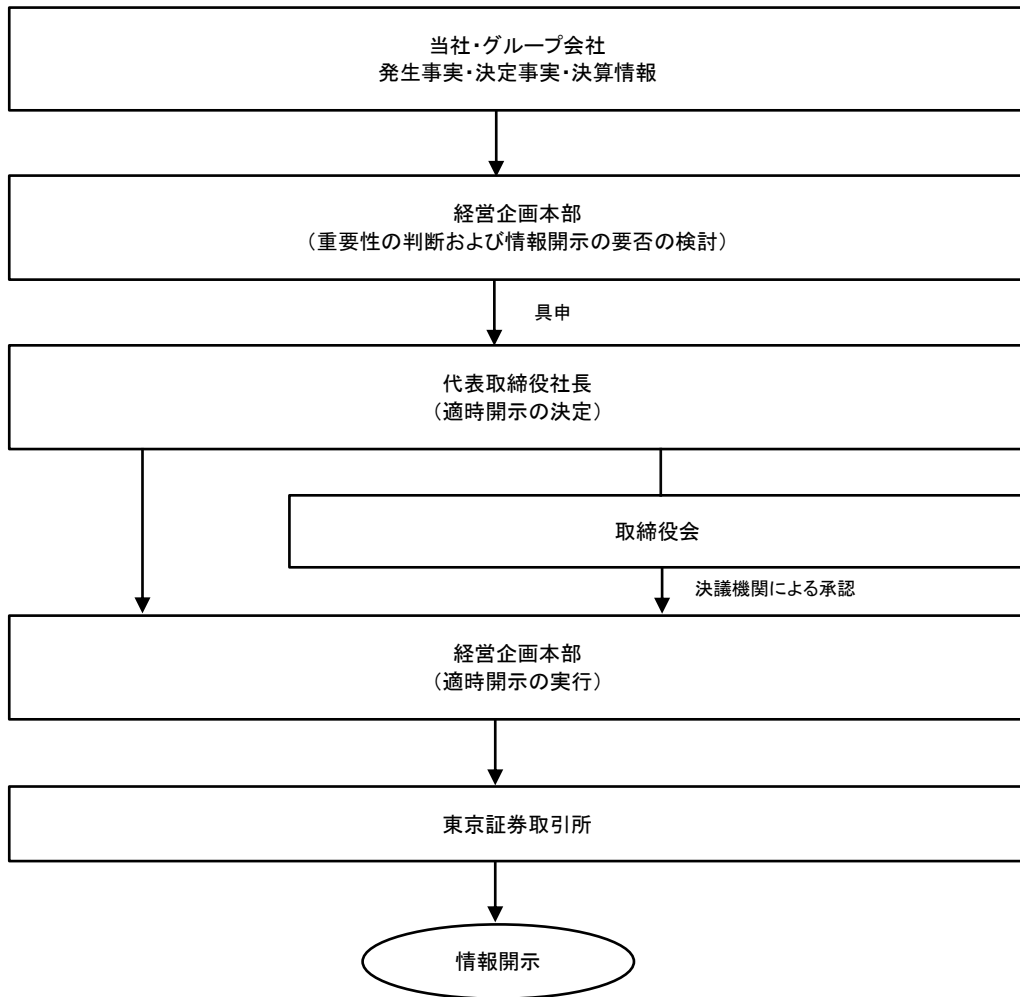 当社・グループ会社
発生事実・決定事実・決算情報
経営企画本部
（重要性の判断および情報開示の要否の検討）
具申
代表取締役社長
（適時開示の決定）
取締役会
決議機関による承認
経営企画本部
（適時開示の実行）
東京証券取引所
情報開示